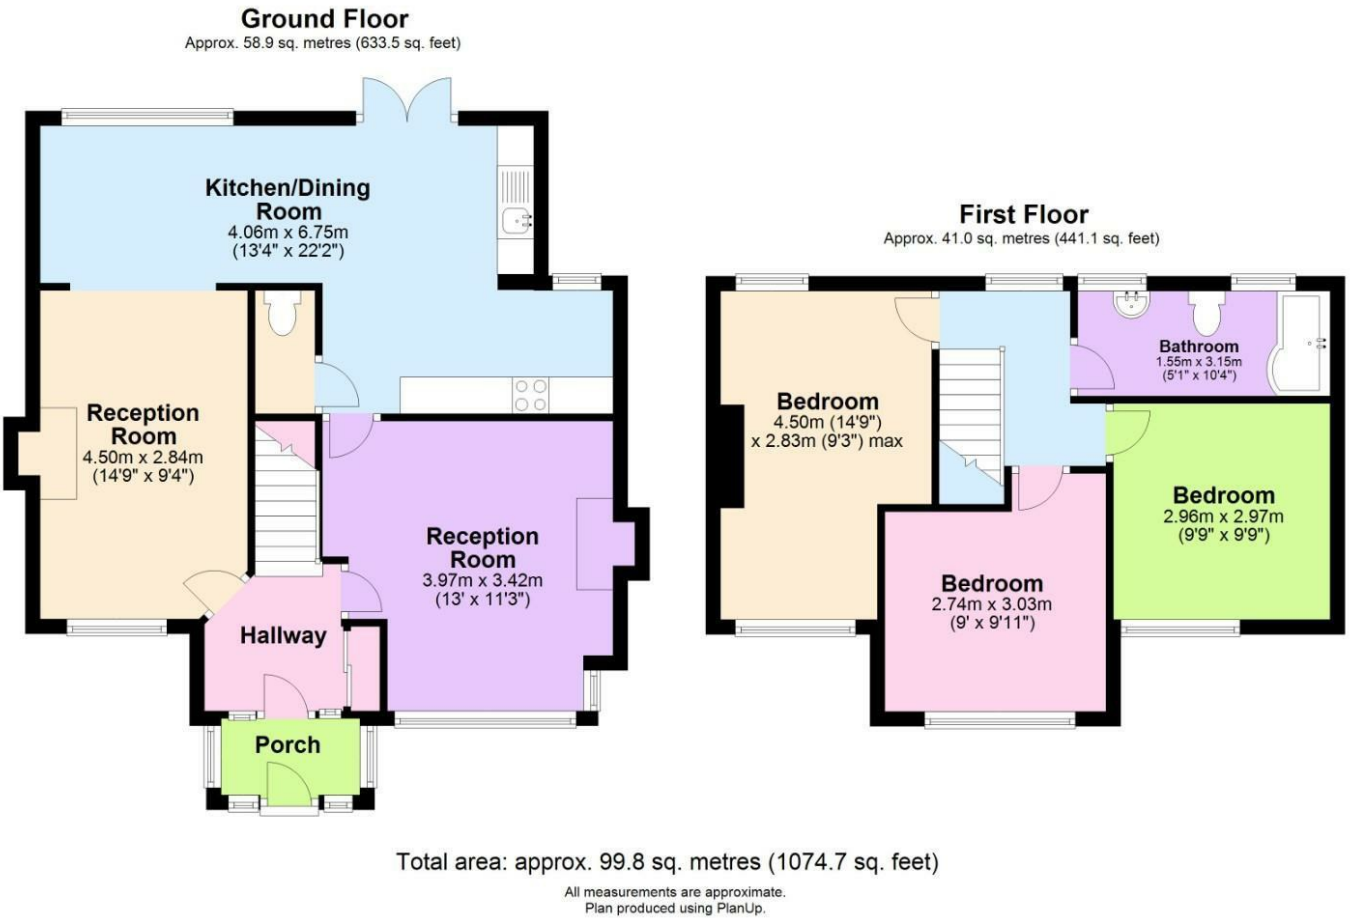 Ground Floor
Approx. 58.9 sq. metres (633.5 sq. feet)
Kitchen/Dining
Room
4.06m x 6.75m
(13'4" x 22'2")
Reception
Room
4.50m x 2.84m
(14'9" x 9'4")
Reception
Room
3.97m x 3.42m
(13' x 11'3")
Hallway
Porch
First Floor
Approx. 41.0 sq. metres (441.1 sq. feet)
Bathroom
1.55m x 3.15m
(5'1" x 10'4")
Bedroom
4.50m (14'9")
x 2.83m (9'3") max
Bedroom
2.96m x 2.97m
(9'9" x 9'9")
Bedroom
2.74m x 3.03m
(9' x 9'11")
Total area: approx. 99.8 sq. metres (1074.7 sq. feet)
All measurements are approximate.
Plan produced using PlanUp.